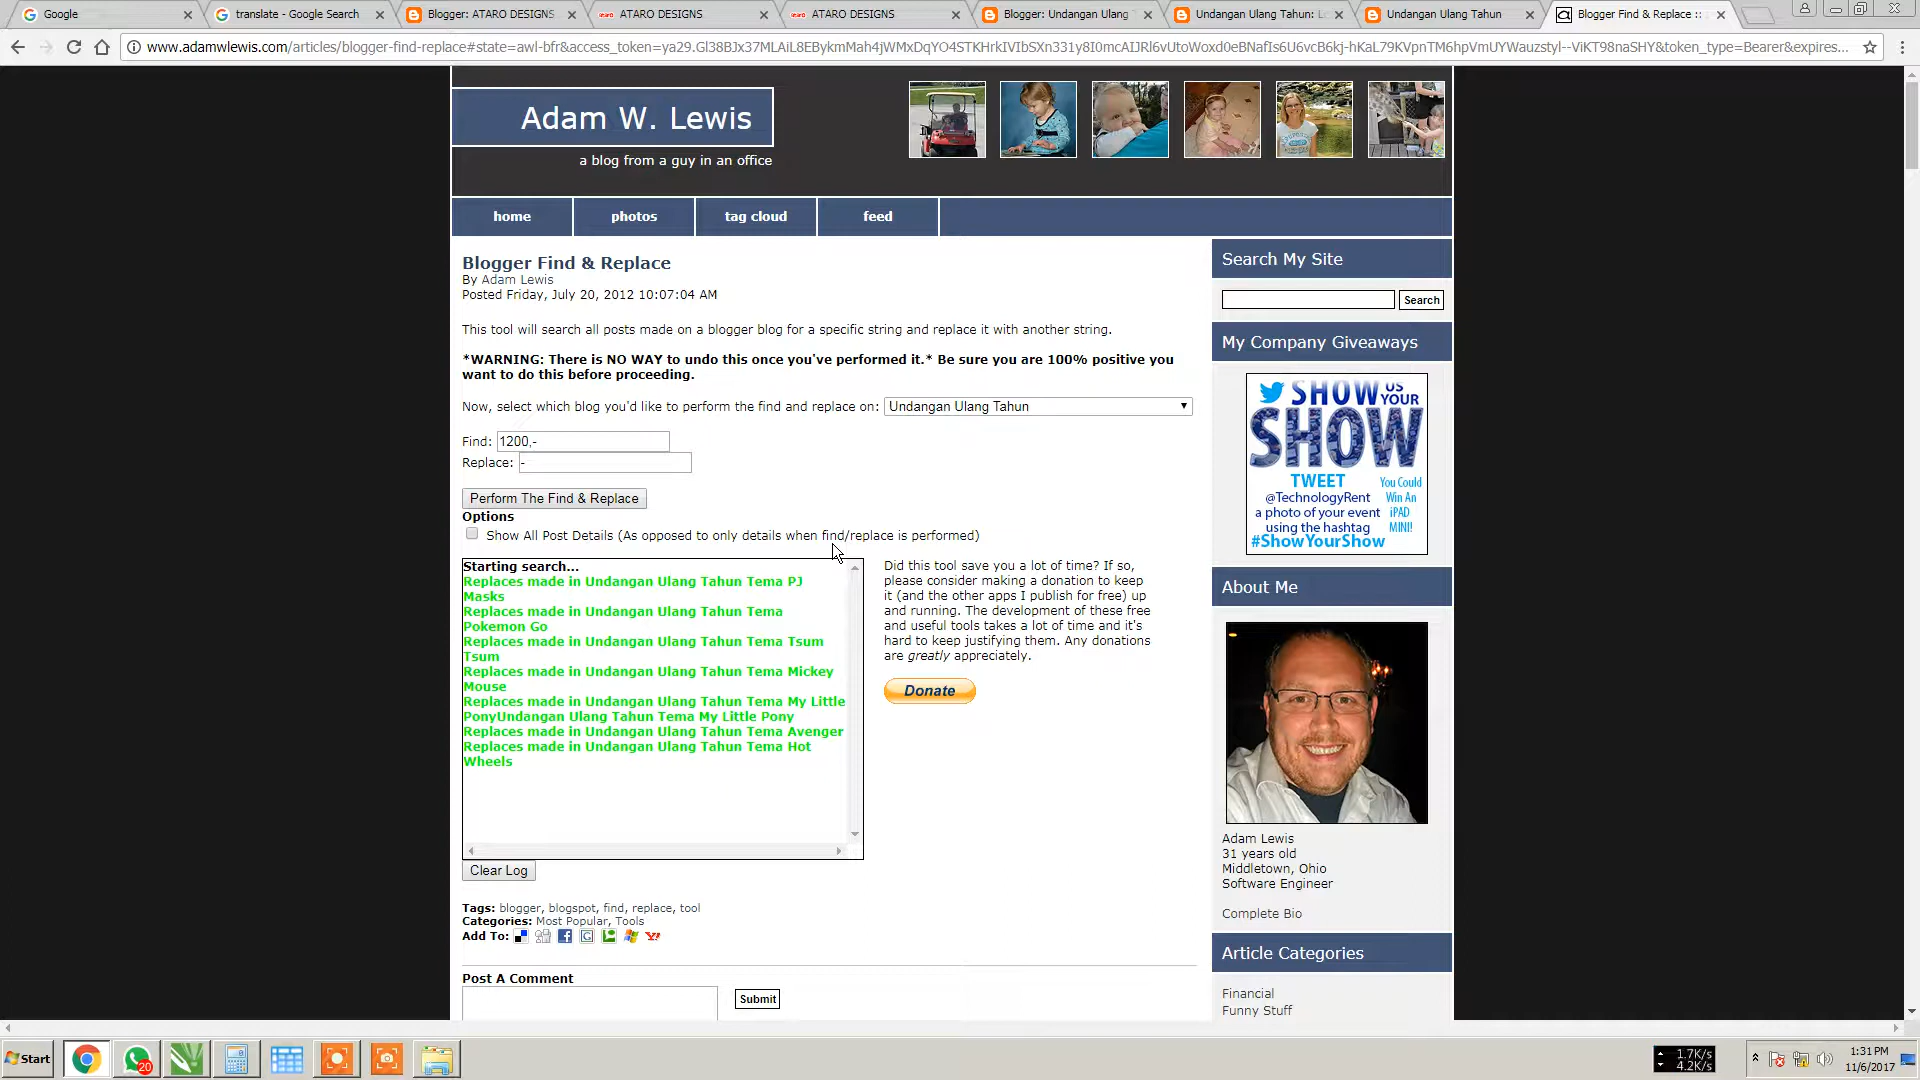 Google
translate - Google Search
Blogger: ATARO DESIGNS
ATARO DESIGNS
ATARO DESIGNS
Blogger: Undangan Ulang
Undangan Ulang Tahun: L
Undangan Ulang Tahun
Blogger Find & Replace ::
www.adamwlewis.com/articles/blogger-find-replace#state=awl-bfr&access_token=
&token_type=Bearer&expires...
Adam W. Lewis
a blog from a guy in an office
home photos tag cloud feed
Blogger Find & Replace
By Adam Lewis
Posted Friday, July 20, 2012 10:07:04 AM
This tool will search all posts made on a blogger blog for a specific string and replace it with another string.
*WARNING: There is NO WAY to undo this once you've performed it.* Be sure you are 100% positive you
want to do this before proceeding.
Now, select which blog you'd like to perform the find and replace on: Undangan Ulang Tahun
Find: 1200,-
Replace: -
Perform The Find & Replace
Options
Show All Post Details (As opposed to only details when find/replace is performed)
Starting search...
Replaces made in Undangan Ulang Tahun Tema PJ
Masks
Replaces made in Undangan Ulang Tahun Tema
Pokemon Go
Replaces made in Undangan Ulang Tahun Tema Tsum
Tsum
Replaces made in Undangan Ulang Tahun Tema Mickey
Mouse
Replaces made in Undangan Ulang Tahun Tema My Little
PonyUndangan Ulang Tahun Tema My Little Pony
Replaces made in Undangan Ulang Tahun Tema Avenger
Replaces made in Undangan Ulang Tahun Tema Hot
Wheels
Clear Log
Did this tool save you a lot of time? If so,
please consider making a donation to keep
it (and the other apps I publish for free) up
and running. The development of these free
and useful tools takes a lot of time and it's
hard to keep justifying them. Any donations
are greatly appreciately.
Donate
Tags: blogger, blogspot, find, replace, tool
Categories: Most Popular, Tools
Add To:
Post A Comment
Submit
Search My Site
Search
My Company Giveaways
SHOW US
YOUR
SHOW
TWEET
@TechnologyRent
a photo of your event
using the hashtag
#ShowYourShow
You Could
Win An
iPAD
MINI!
About Me
Adam Lewis
31 years old
Middletown, Ohio
Software Engineer
Complete Bio
Article Categories
Financial
Funny Stuff
Start
20
1.7K/s
4.2K/s
1:31 PM
11/6/2017